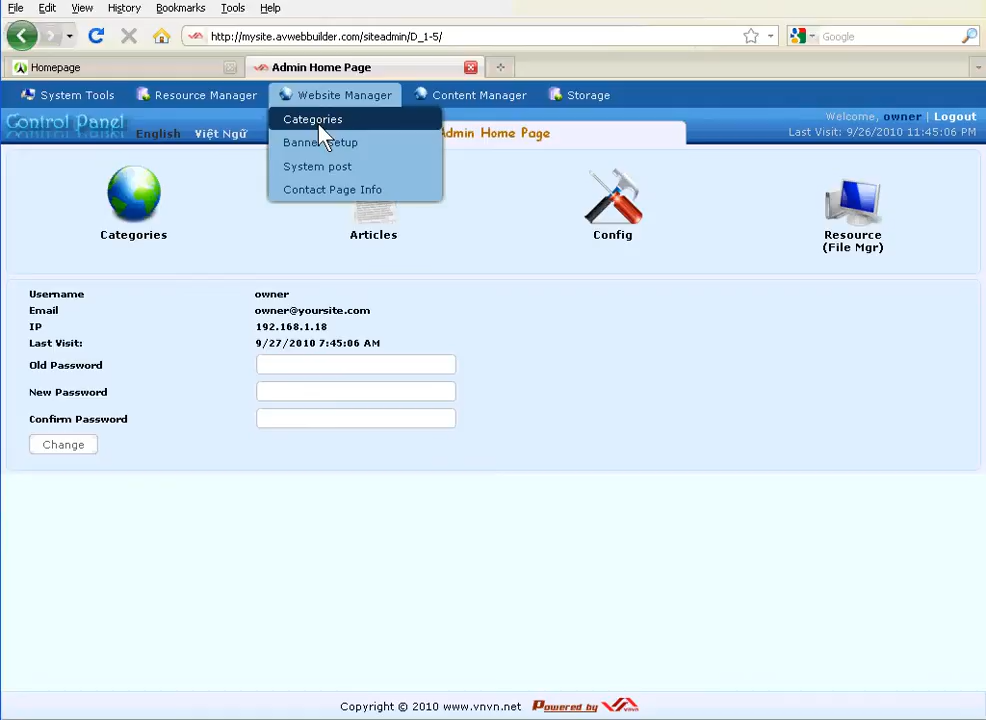 File Edit View History Bookmarks Tools Help
http://mysite.avwebbuilder.com/siteadmin/D_1-5/
Google
Homepage
Admin Home Page
System Tools Resource Manager Website Manager Content Manager Storage
Control Panel
English Việt Ngữ
Categories
Banner Setup
System post
Contact Page Info
Admin Home Page
Welcome, owner | Logout
Last Visit: 9/26/2010 11:45:06 PM
Categories
Articles
Config
Resource
(File Mgr)
Username owner
Email owner@yoursite.com
IP 192.168.1.18
Last Visit: 9/27/2010 7:45:06 AM
Old Password
New Password
Confirm Password
Change
Copyright © 2010 www.vnvn.net Powered by